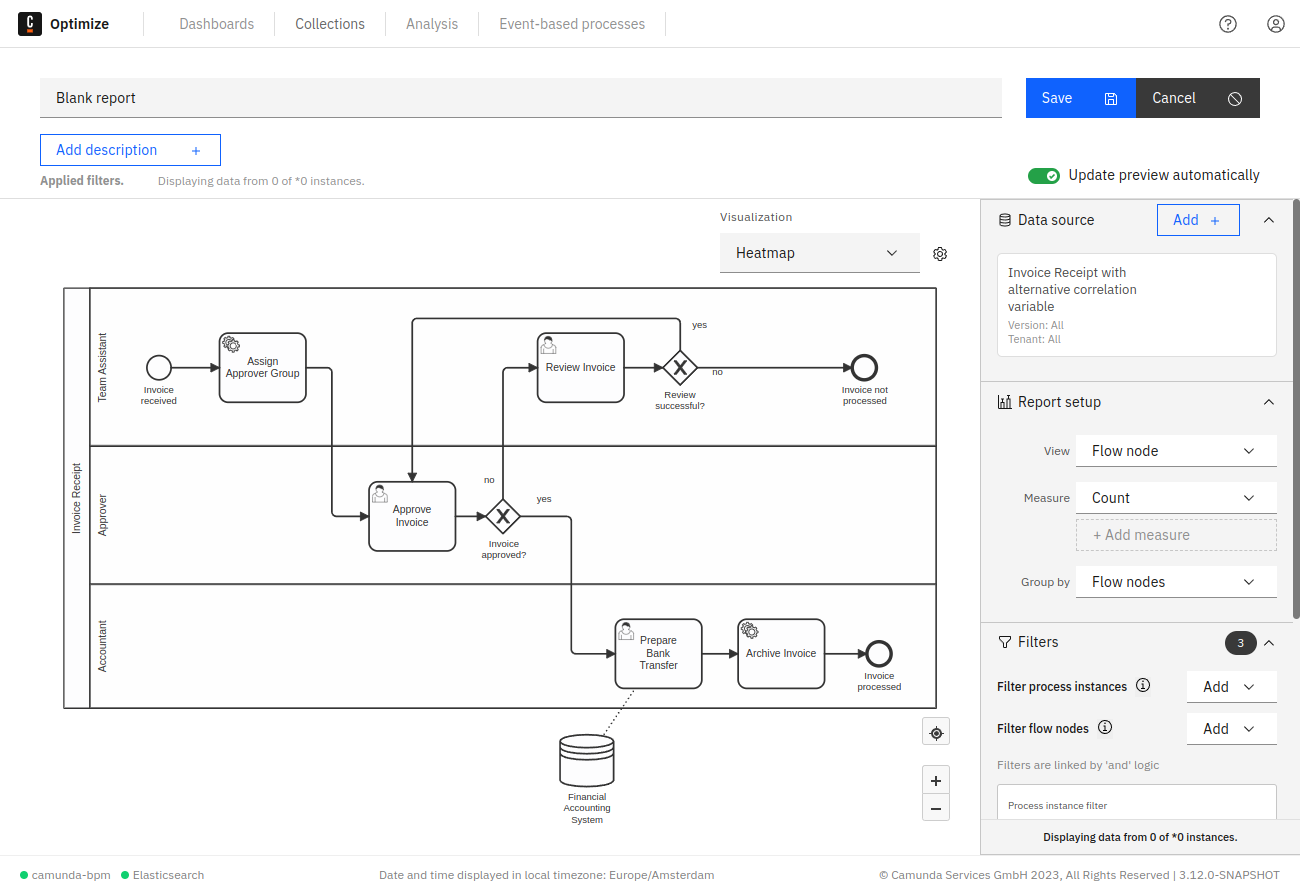 C Optimize Dashboards Collections Analysis Event-based processes
Blank report
Save
Cancel
Add description +
Applied filters. Displaying data from 0 of *0 instances.
Update preview automatically
Visualization
Heatmap
Invoice Receipt
Team Assistant
Invoice
received
Assign
Approver Group
Review Invoice
yes
no
Review
successful?
Invoice not
processed
Approver
Approve
Invoice
no
yes
Invoice
approved?
Accountant
Prepare
Bank
Transfer
Archive Invoice
Invoice
processed
Financial
Accounting
System
Data source
Add +
Invoice Receipt with
alternative correlation
variable
Version: All
Tenant: All
Report setup
View Flow node
Measure Count
+ Add measure
Group by Flow nodes
Filters 3
Filter process instances Add
Filter flow nodes Add
Filters are linked by 'and' logic
Process instance filter
Displaying data from 0 of *0 instances.
camunda-bpm Elasticsearch
Date and time displayed in local timezone: Europe/Amsterdam
© Camunda Services GmbH 2023, All Rights Reserved | 3.12.0-SNAPSHOT